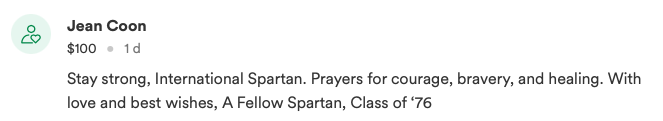 Jean Coon
$100 • 1 d
Stay strong, International Spartan. Prayers for courage, bravery, and healing. With
love and best wishes, A Fellow Spartan, Class of ‘76